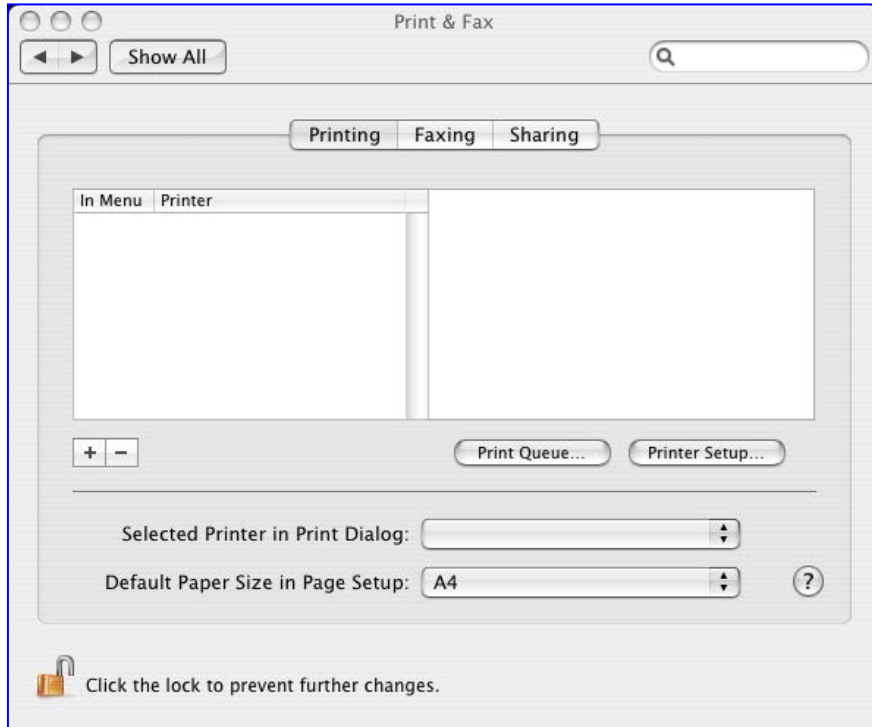 Print & Fax
Show All
Printing Faxing Sharing
In Menu Printer
+ −
Print Queue... Printer Setup...
Selected Printer in Print Dialog:
Default Paper Size in Page Setup: A4 ?
Click the lock to prevent further changes.